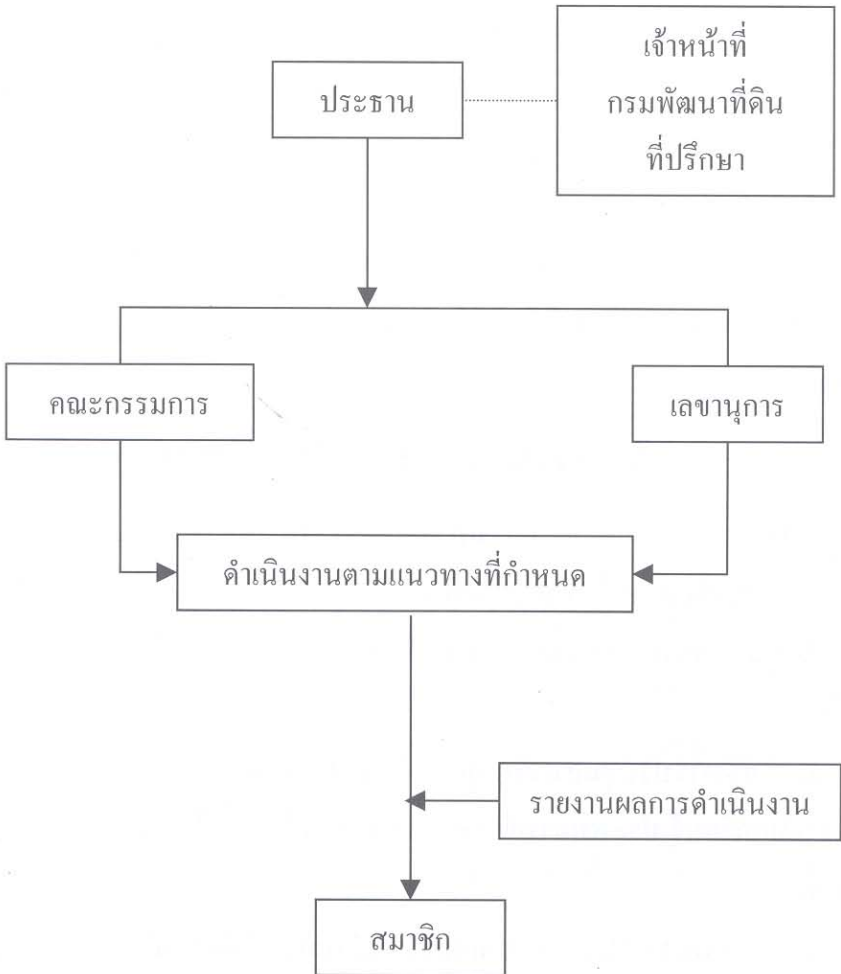 ประธาน
เจ้าหน้าที่
กรมพัฒนาที่ดิน
ที่ปรึกษา
คณะกรรมการ
เลขานุการ
ดำเนินงานตามแนวทางที่กำหนด
รายงานผลการดำเนินงาน
สมาชิก